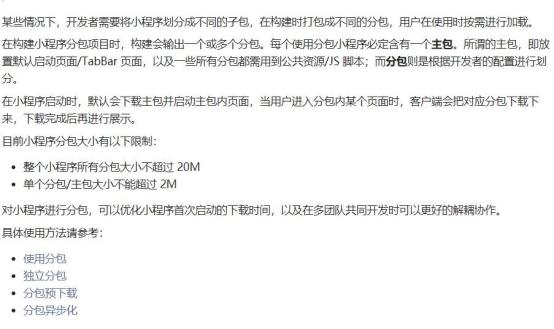 某些情况下，开发者需要将小程序划分成不同的子包，在构建时打包成不同的分包，用户在使用时按需进行加载。
在构建小程序分包项目时，构建会输出一个或多个分包。每个使用分包小程序必定含有一个主包。所谓的主包，即放
置默认启动页面/TabBar 页面，以及一些所有分包都需用到公共资源/JS 脚本；而分包则是根据开发者的配置进行划
分。
在小程序启动时，默认会下载主包并启动主包内页面，当用户进入分包内某个页面时，客户端会把对应分包下载下
来，下载完成后再进行展示。
目前小程序分包大小有以下限制：
• 整个小程序所有分包大小不超过 20M
• 单个分包/主包大小不能超过 2M
对小程序进行分包，可以优化小程序首次启动的下载时间，以及在多团队共同开发时可以更好的解耦协作。
具体使用方法请参考：
• 使用分包
• 独立分包
• 分包预下载
• 分包异步化